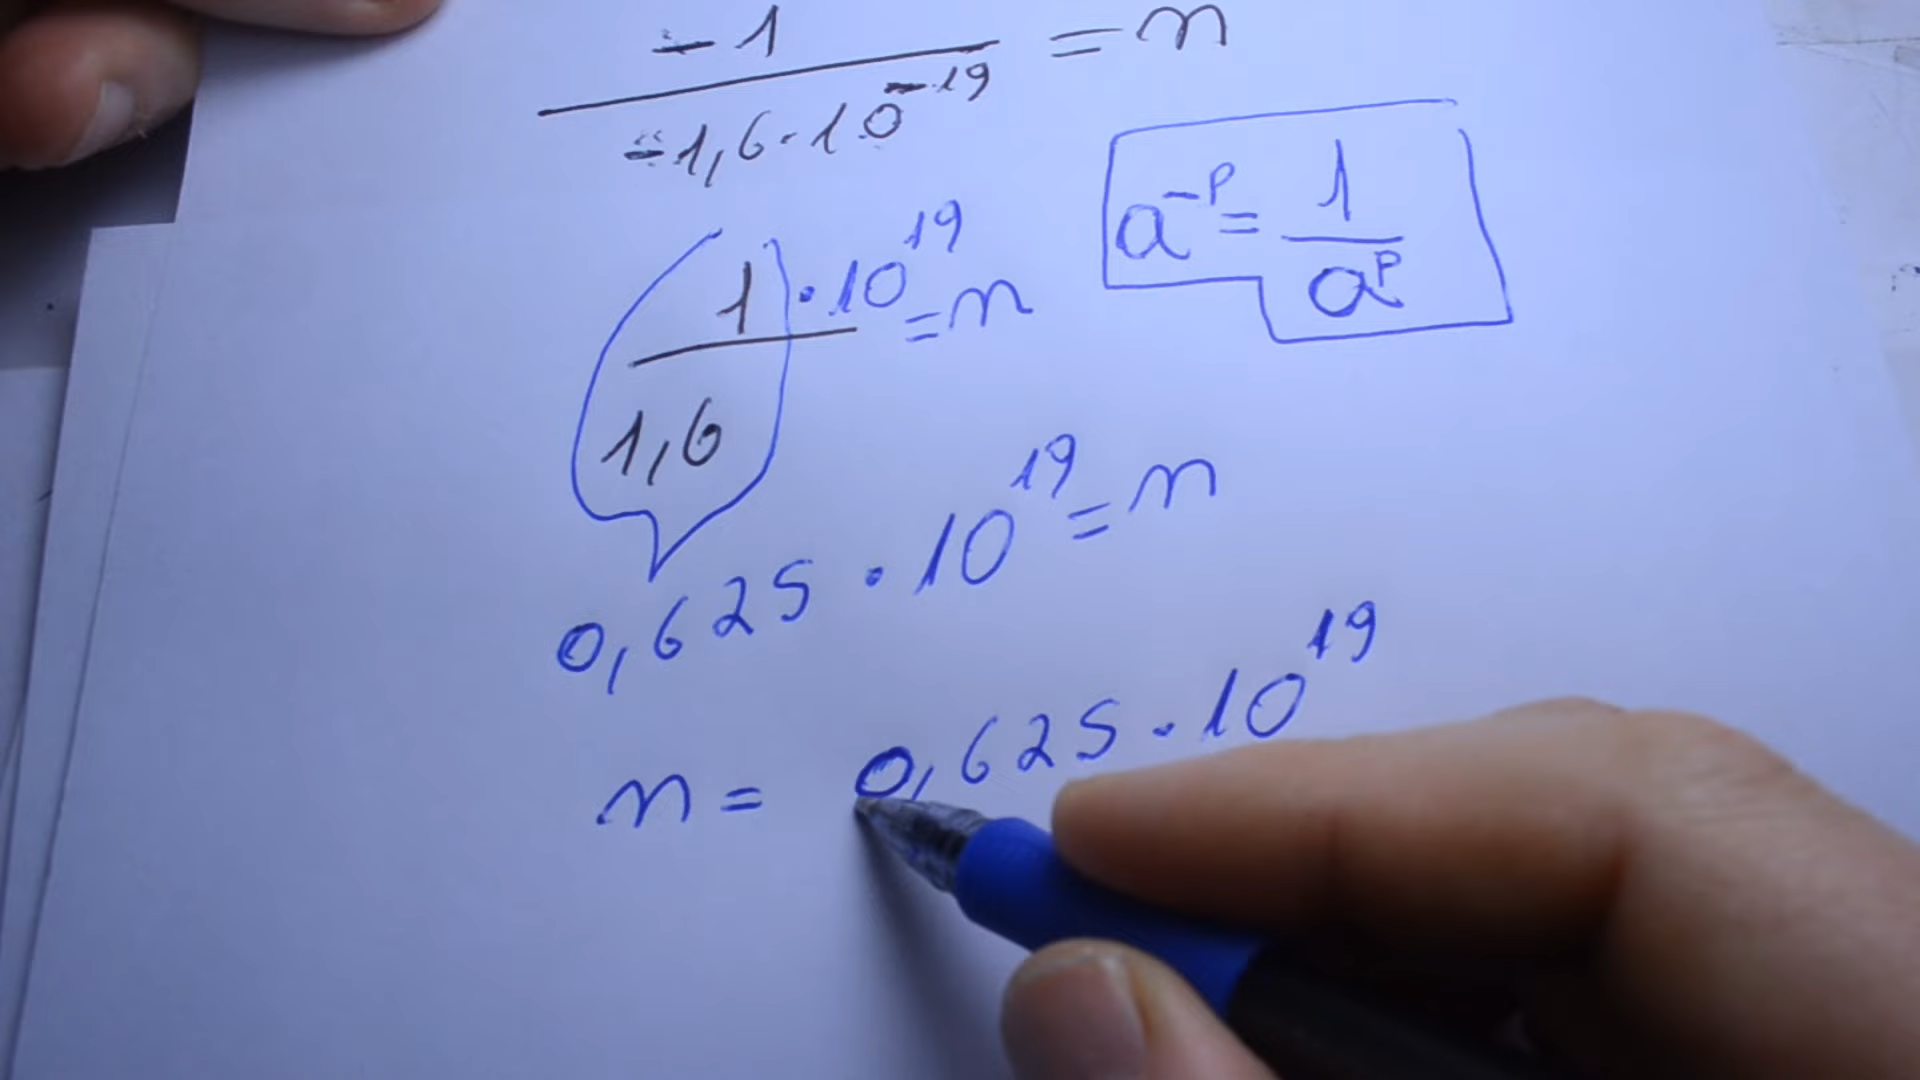 -1 / -1,6·10^-19 = n
a^-p = 1 / a^p
1·10^19 / 1,6 = n
0,625·10^19 = n
n = 0,625·10^19